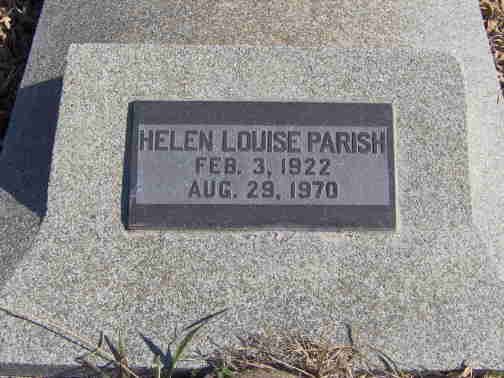 HELEN LOUISE PARISH
FEB. 3, 1922
AUG. 29, 1970